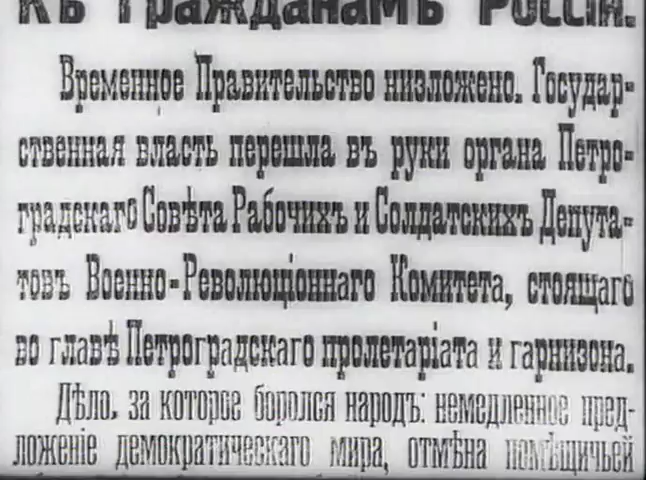 Къ Гражданамъ Россіи.
Временное Правительство низложено. Государ-
ственная власть перешла въ руки органа Петро-
градскаго Совѣта Рабочихъ и Солдатскихъ Депута-
товъ Военно-Революціоннаго Комитета, стоящаго
во главѣ Петроградскаго пролетаріата и гарнизона.
Дѣло, за которое боролся народъ: немедленное пред-
ложеніе демократическаго мира, отмѣна помѣщичьей